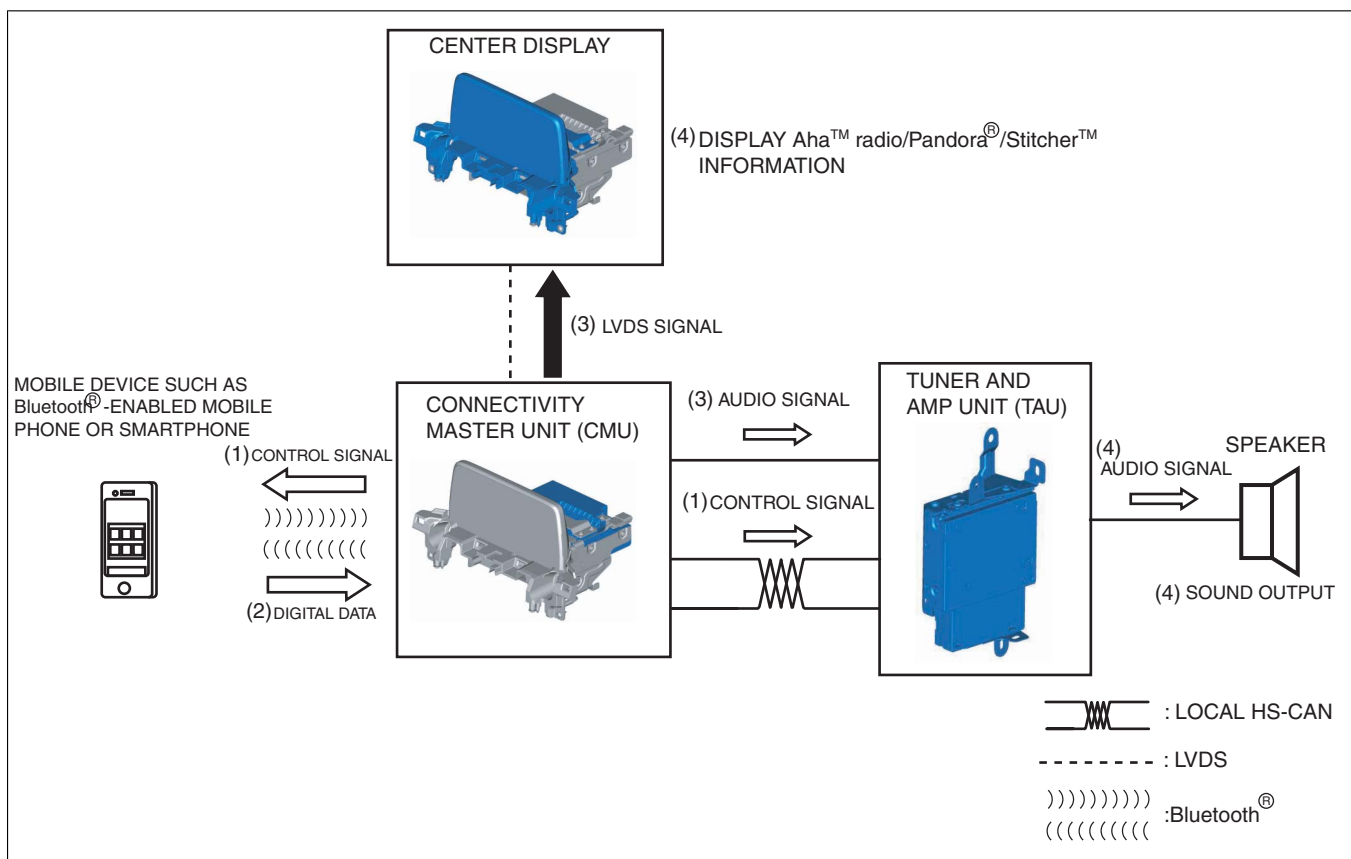 CENTER DISPLAY
(4) DISPLAY Aha™ radio/Pandora®/Stitcher™
INFORMATION
(3) LVDS SIGNAL
MOBILE DEVICE SUCH AS
Bluetooth®-ENABLED MOBILE
PHONE OR SMARTPHONE
(1) CONTROL SIGNAL
(2) DIGITAL DATA
CONNECTIVITY
MASTER UNIT (CMU)
(3) AUDIO SIGNAL
(1) CONTROL SIGNAL
TUNER AND
AMP UNIT (TAU)
(4)
AUDIO SIGNAL
SPEAKER
(4) SOUND OUTPUT
: LOCAL HS-CAN
: LVDS
:Bluetooth®